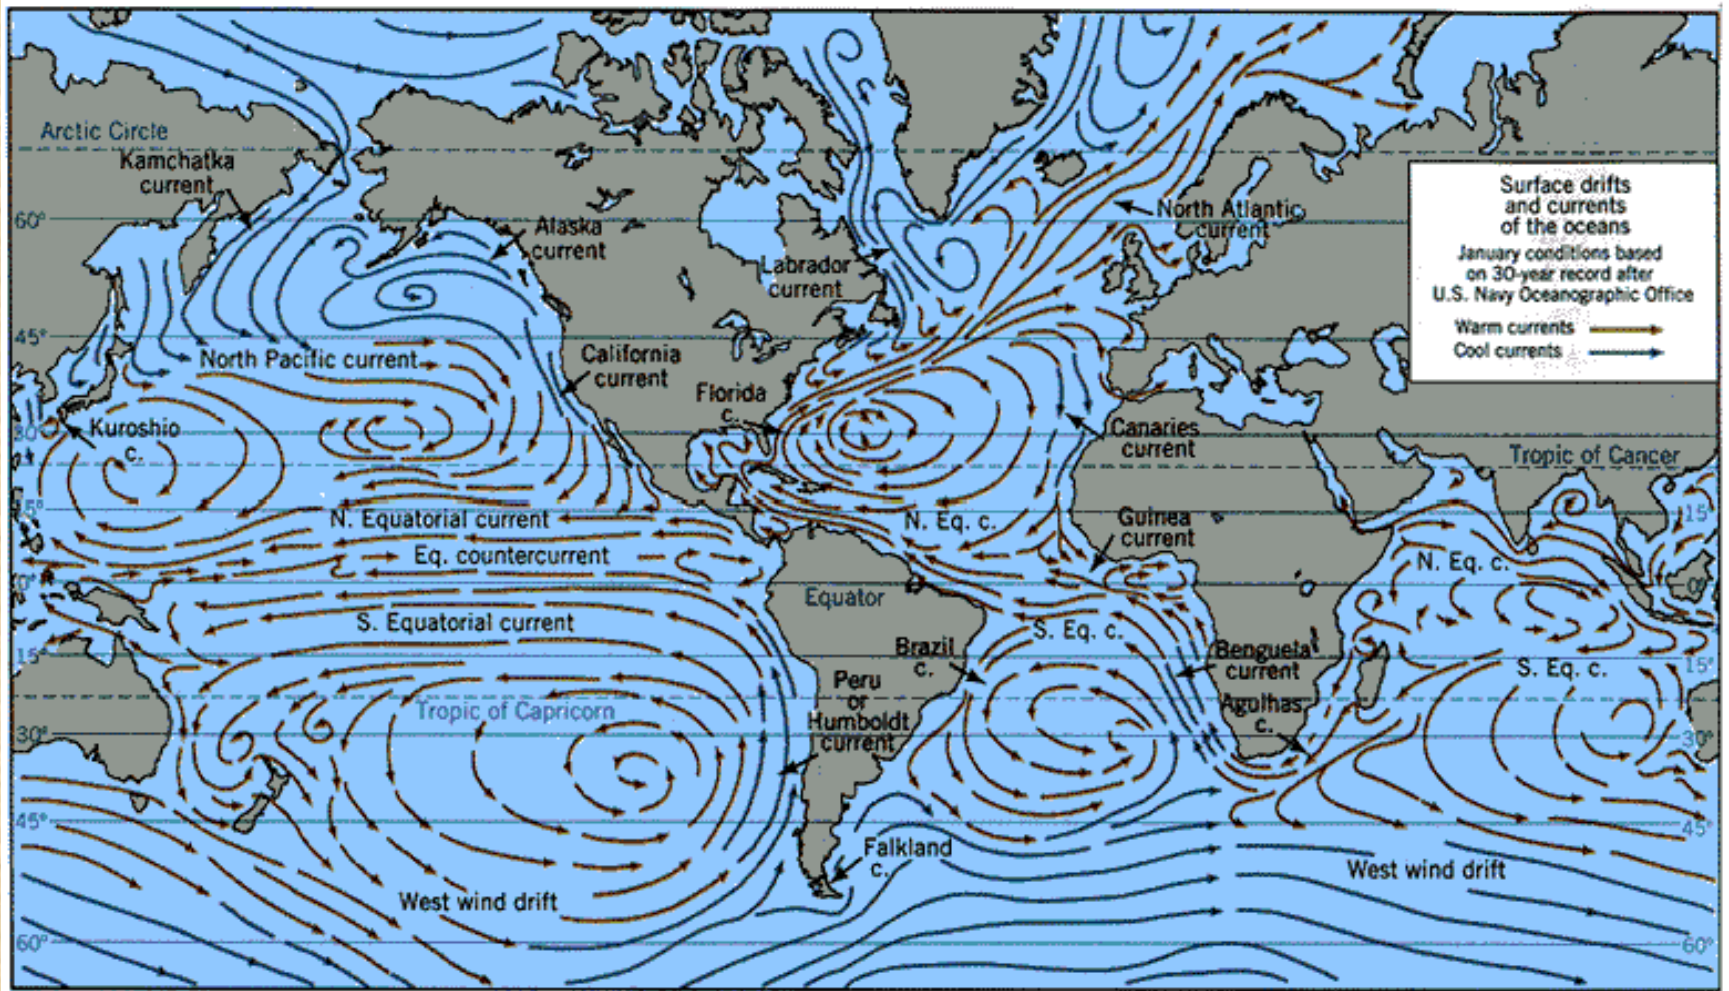 Arctic Circle
Kamchatka
current
60°
Alaska
current
Labrador
current
North Atlantic
current
Surface drifts
and currents
of the oceans
January conditions based
on 30-year record after
U.S. Navy Oceanographic Office
Warm currents
Cool currents
45°
North Pacific current
California
current
Florida
c.
30°
Kuroshio
c.
Canaries
current
Tropic of Cancer
15°
N. Equatorial current
N. Eq. c.
Guinea
current
15°
Eq. countercurrent
N. Eq. c.
0°
Equator
0°
S. Equatorial current
S. Eq. c.
Brazil
c.
Benguela
current
15°
15°
S. Eq. c.
Peru
or
Humboldt
current
Agulhas
c.
Tropic of Capricorn
30°
30°
45°
45°
Falkland
c.
West wind drift
West wind drift
60°
60°